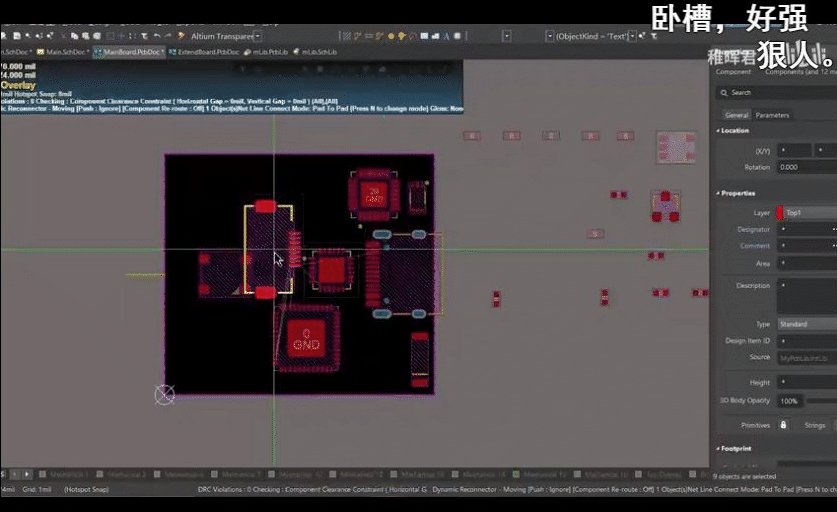 卧槽，好强
狠人。
稚晖君
Altium Transparen
(ObjectKind = 'Text')
n.SchDoc * Main.SchDoc * MainBoard.PcbDoc * ExtendBoard.PcbDoc * mLib.PcbLib mLib.SchLib
Component Components (and 12 m
70.000 mil
24.000 mil
Overlay
8mil Hotspot Snap: 8mil
olations : 0 Checking : Component Clearance Constraint ( Horizontal Gap = 0mil, Vertical Gap = 0mil ) (All),(All)
ic Reconnector - Moving [Push : Ignore] [Component Re-route : Off] 1 Object(s)Net Line Connect Mode: Pad To Pad (Press N to change mode) Gloss: Non
Search
General Parameters
Location
(X/Y)
Rotation 0.000
Properties
Layer Top1
Designator
Comment
Area
Description
Type Standard
Design Item ID
Source
Height
3D Body Opacity 100%
Primitives Strings
Footprint
29
GND
0
GND
9 objects are selected
4mil Grid: 1mil (Hotspot Snap) DRC Violations : 0 Checking : Component Clearance Constraint ( Horizontal G Dynamic Reconnector - Moving [Push : Ignore] [Component Re-route : Off] 1 Object(s)Net Line Connect Mode: Pad To Pad (Press N to ch